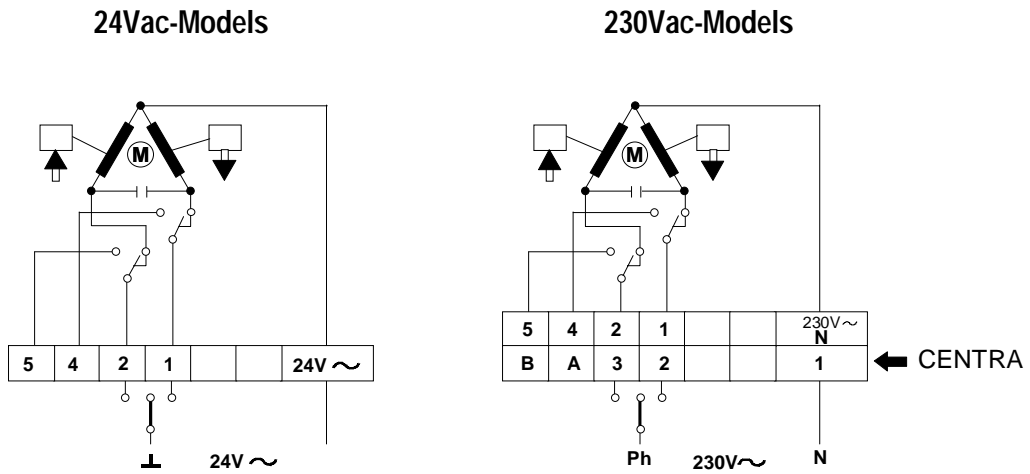 24Vac-Models
230Vac-Models
M
M
5 4 2 1 24V ~
24V ~
5 4 2 1 230V~ N
B A 3 2 1
CENTRA
Ph 230V~ N